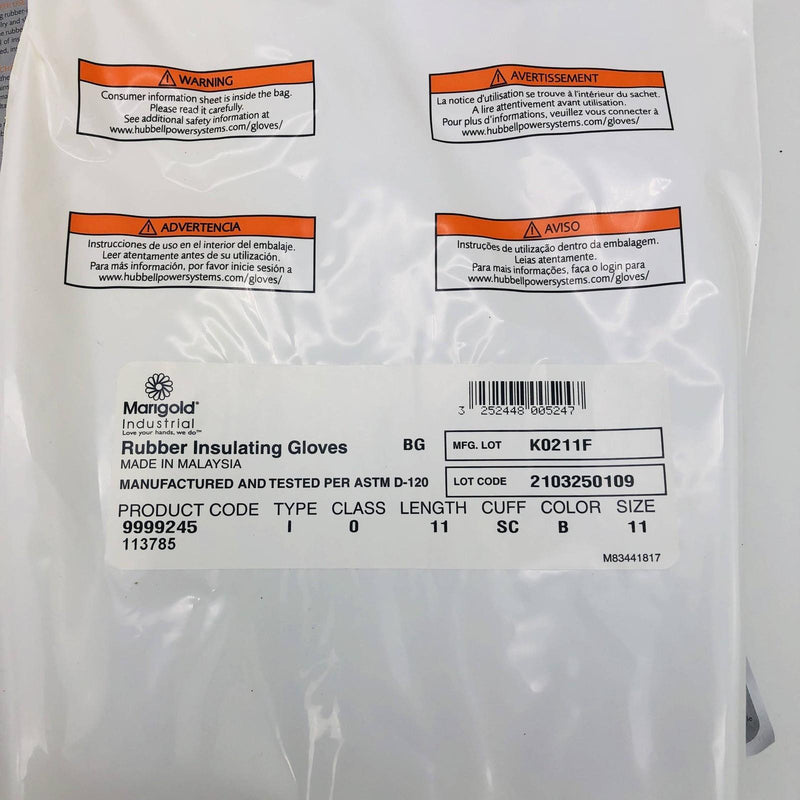 WARNING
Consumer information sheet is inside the bag.
Please read it carefully.
See additional safety information at
www.hubbellpowersystems.com/gloves/
AVERTISSEMENT
La notice d'utilisation se trouve à l'intérieur du sachet.
A lire attentivement avant utilisation.
Pour plus d'informations, veuillez vous connecter à
www.hubbellpowersystems.com/gloves/
ADVERTENCIA
Instrucciones de uso en el interior del embalaje.
Leer atentamente antes de su utilización.
Para más información, por favor inicie sesión a
www.hubbellpowersystems.com/gloves/
AVISO
Instruções de utilização dentro da embalagem.
Leias atentamente.
Para mais informações, faça o login para
www.hubbellpowersystems.com/gloves/
Marigold®
Industrial
Love your hands, we do™
3 252448 005247
Rubber Insulating Gloves BG
MFG. LOT K0211F
MADE IN MALAYSIA
MANUFACTURED AND TESTED PER ASTM D-120
LOT CODE 2103250109
PRODUCT CODE TYPE CLASS LENGTH CUFF COLOR SIZE
9999245 I 0 11 SC B 11
113785
M83441817